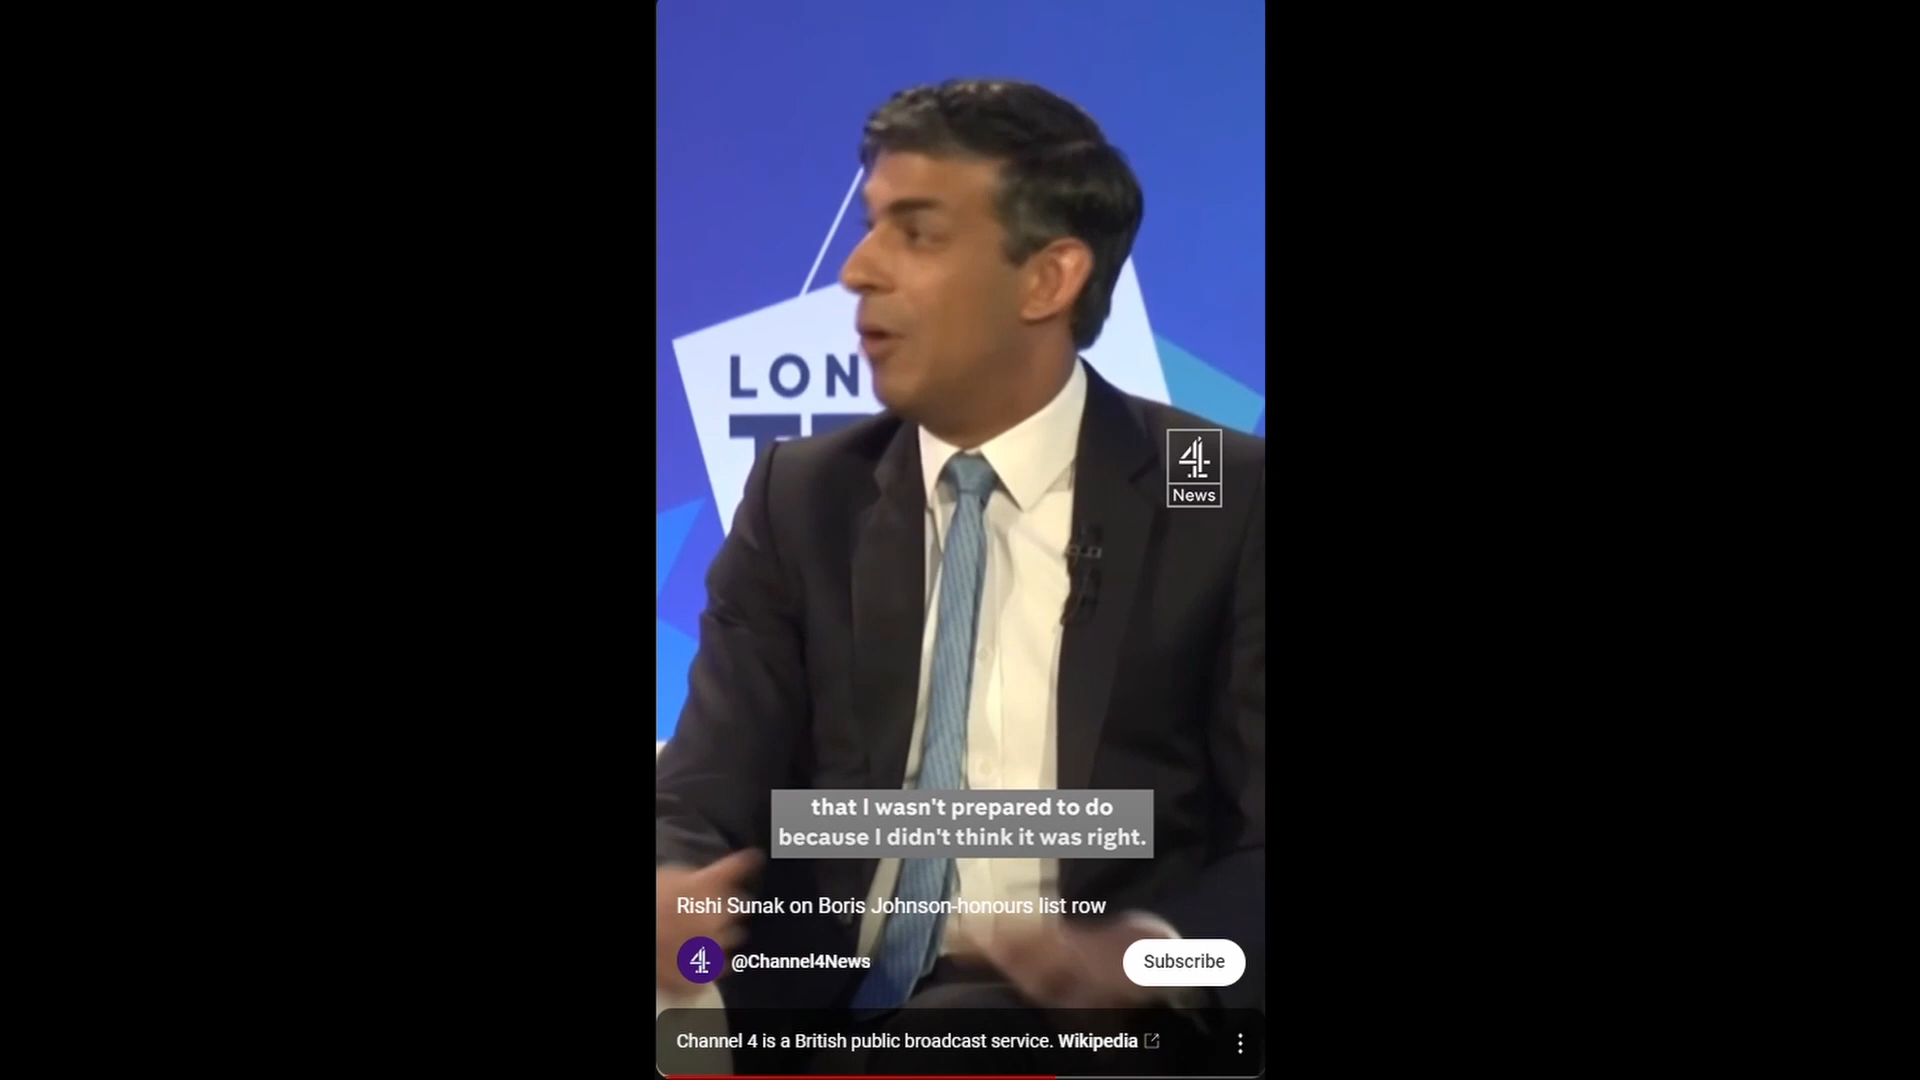 LON
4
News
that I wasn't prepared to do
because I didn't think it was right.
Rishi Sunak on Boris Johnson-honours list row
4
@Channel4News
Subscribe
Channel 4 is a British public broadcast service. Wikipedia